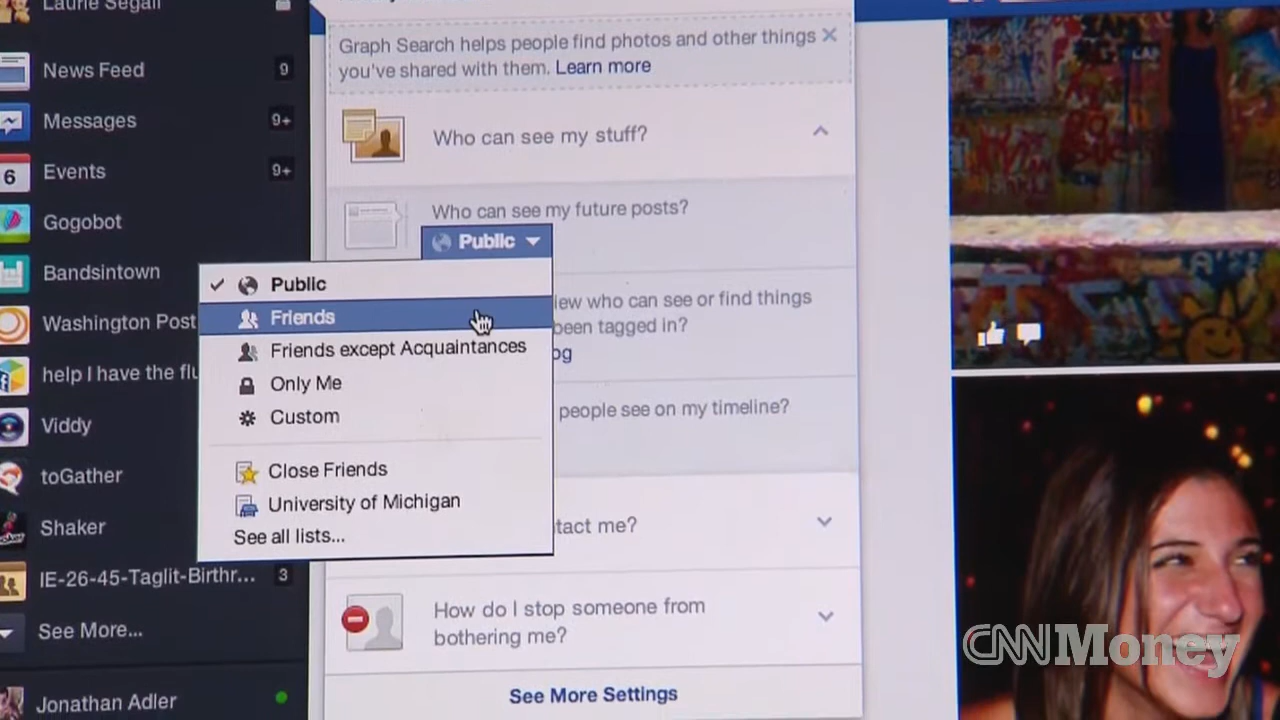 Laurie Segall
News Feed 9
Messages 9+
Events 9+
6
Gogobot
Bandsintown
Washington Post
help I have the flu
Viddy
toGather
Shaker
IE-26-45-Taglit-Birthr... 3
See More...
Jonathan Adler
Graph Search helps people find photos and other things
you've shared with them. Learn more
Who can see my stuff?
Who can see my future posts?
Public
Public
Friends
Friends except Acquaintances
Only Me
Custom
Close Friends
University of Michigan
See all lists...
who can see or find things
been tagged in?
people see on my timeline?
me?
How do I stop someone from
bothering me?
See More Settings
CNNMoney